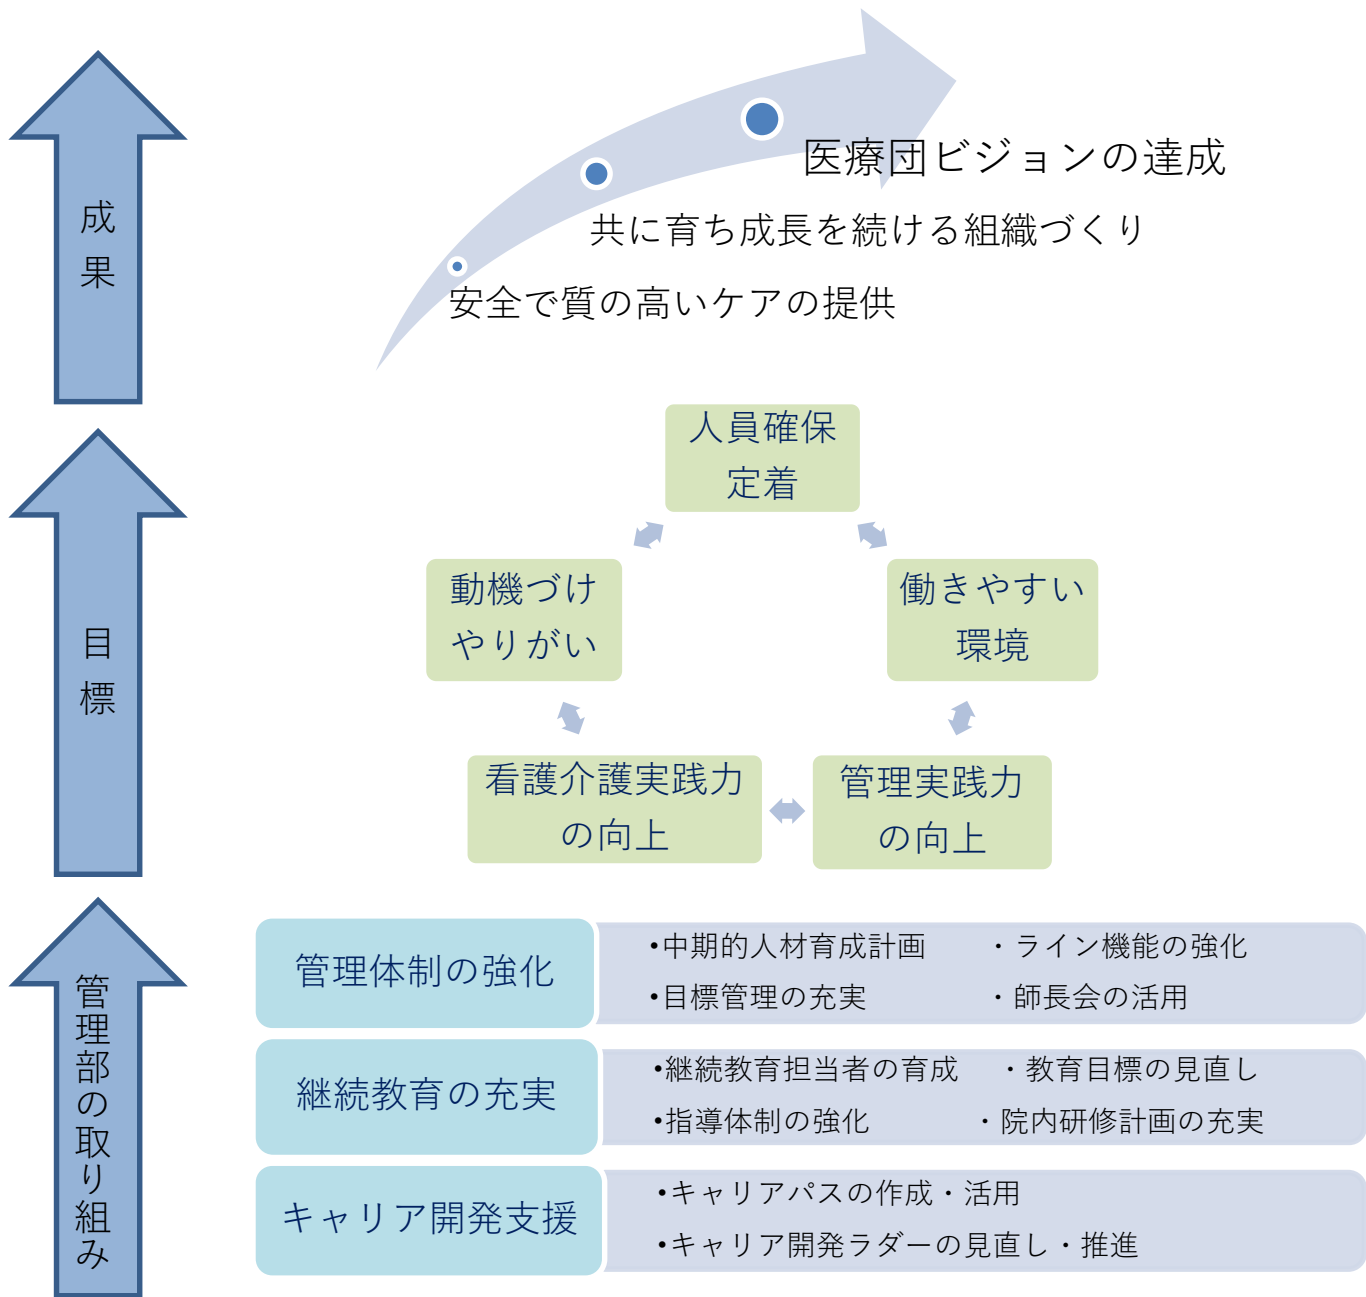 成果
医療団ビジョンの達成
共に育ち成長を続ける組織づくり
安全で質の高いケアの提供
目標
人員確保
定着
動機づけ
やりがい
働きやすい
環境
看護介護実践力
の向上
管理実践力
の向上
管理部の取り組み
管理体制の強化
•中期的人材育成計画 ・ライン機能の強化
•目標管理の充実 ・師長会の活用
継続教育の充実
•継続教育担当者の育成 ・教育目標の見直し
•指導体制の強化 ・院内研修計画の充実
キャリア開発支援
•キャリアパスの作成・活用
•キャリア開発ラダーの見直し・推進